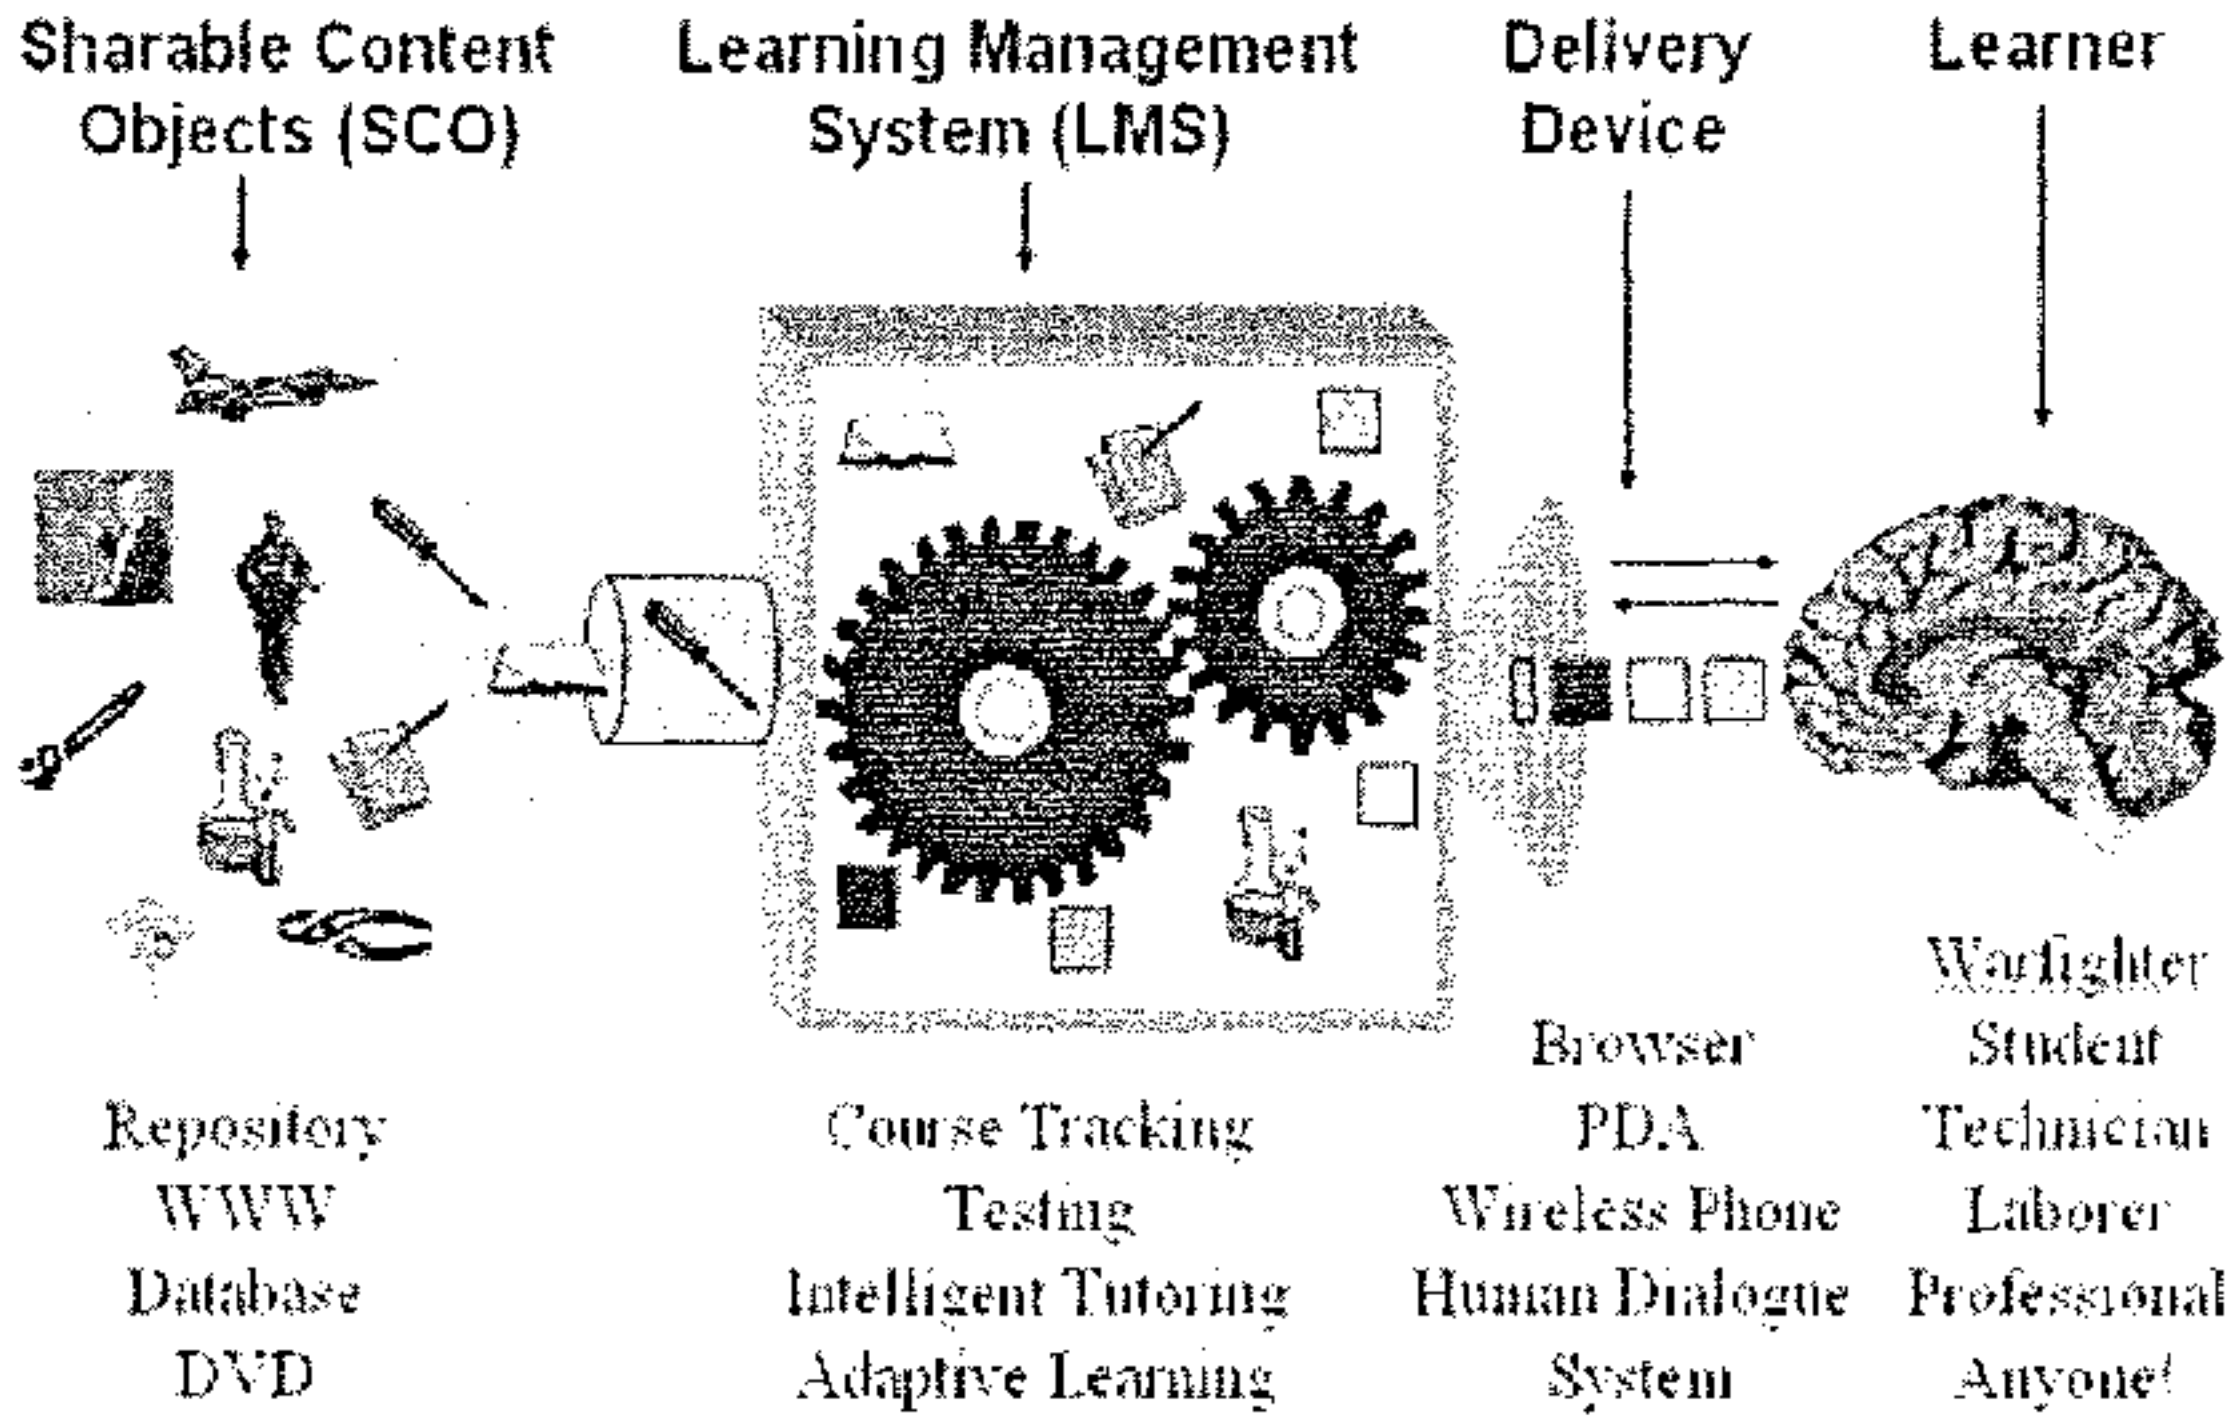 Sharable Content
Objects (SCO)
Learning Management
System (LMS)
Delivery
Device
Learner
Repository
WWW
Database
DVD
Course Tracking
Testing
Intelligent Tutoring
Adaptive Learning
Browser
PDA
Wireless Phone
Human Dialogue
System
Warfighter
Student
Technician
Laborer
Professional
Anyone!